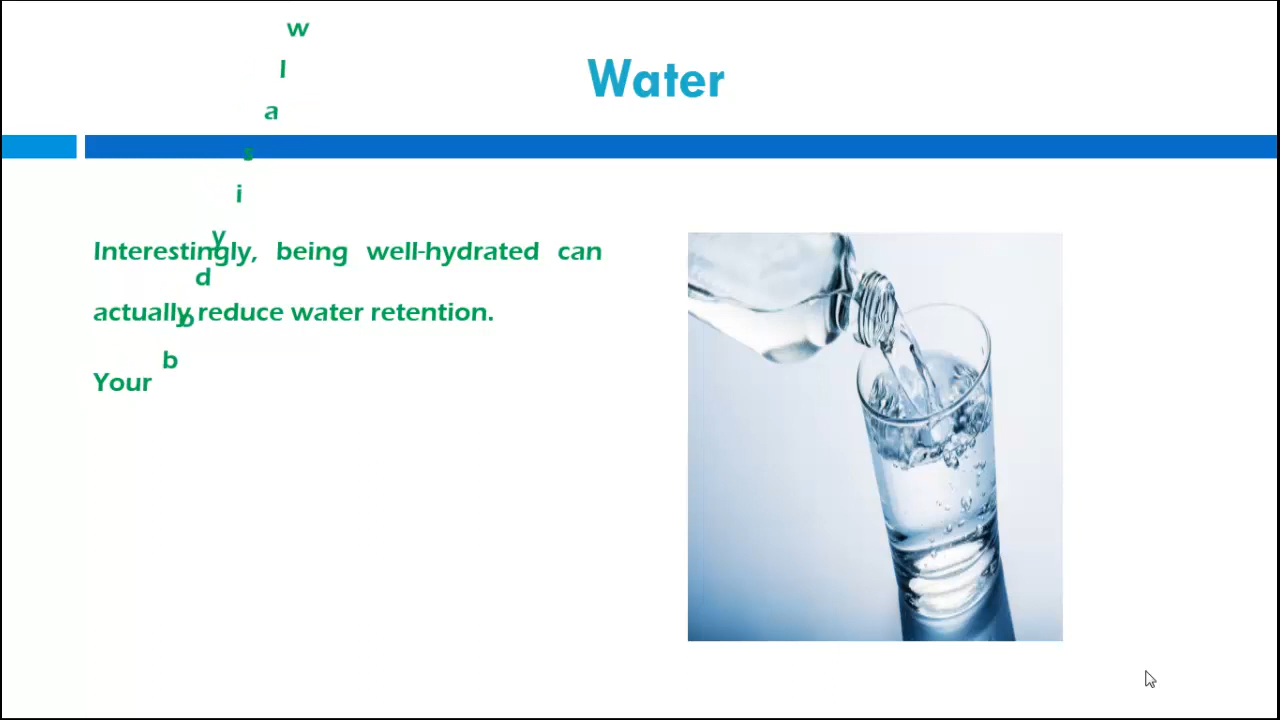 Water
Interestingly, being well-hydrated can
actually reduce water retention.
Your
b
o
d
y
i
s
a
l
w